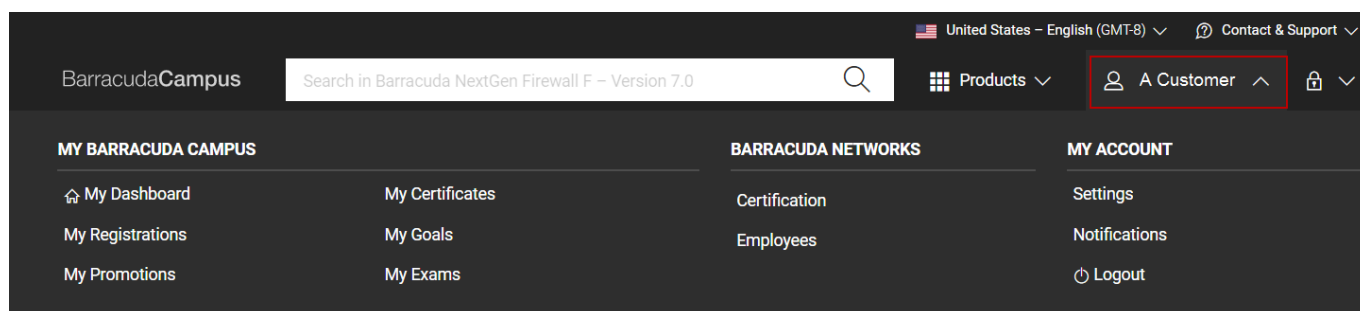 United States – English (GMT-8) Contact & Support
BarracudaCampus Search in Barracuda NextGen Firewall F – Version 7.0 Products A Customer
MY BARRACUDA CAMPUS BARRACUDA NETWORKS MY ACCOUNT
My Dashboard My Certificates Certification Settings
My Registrations My Goals Employees Notifications
My Promotions My Exams Logout